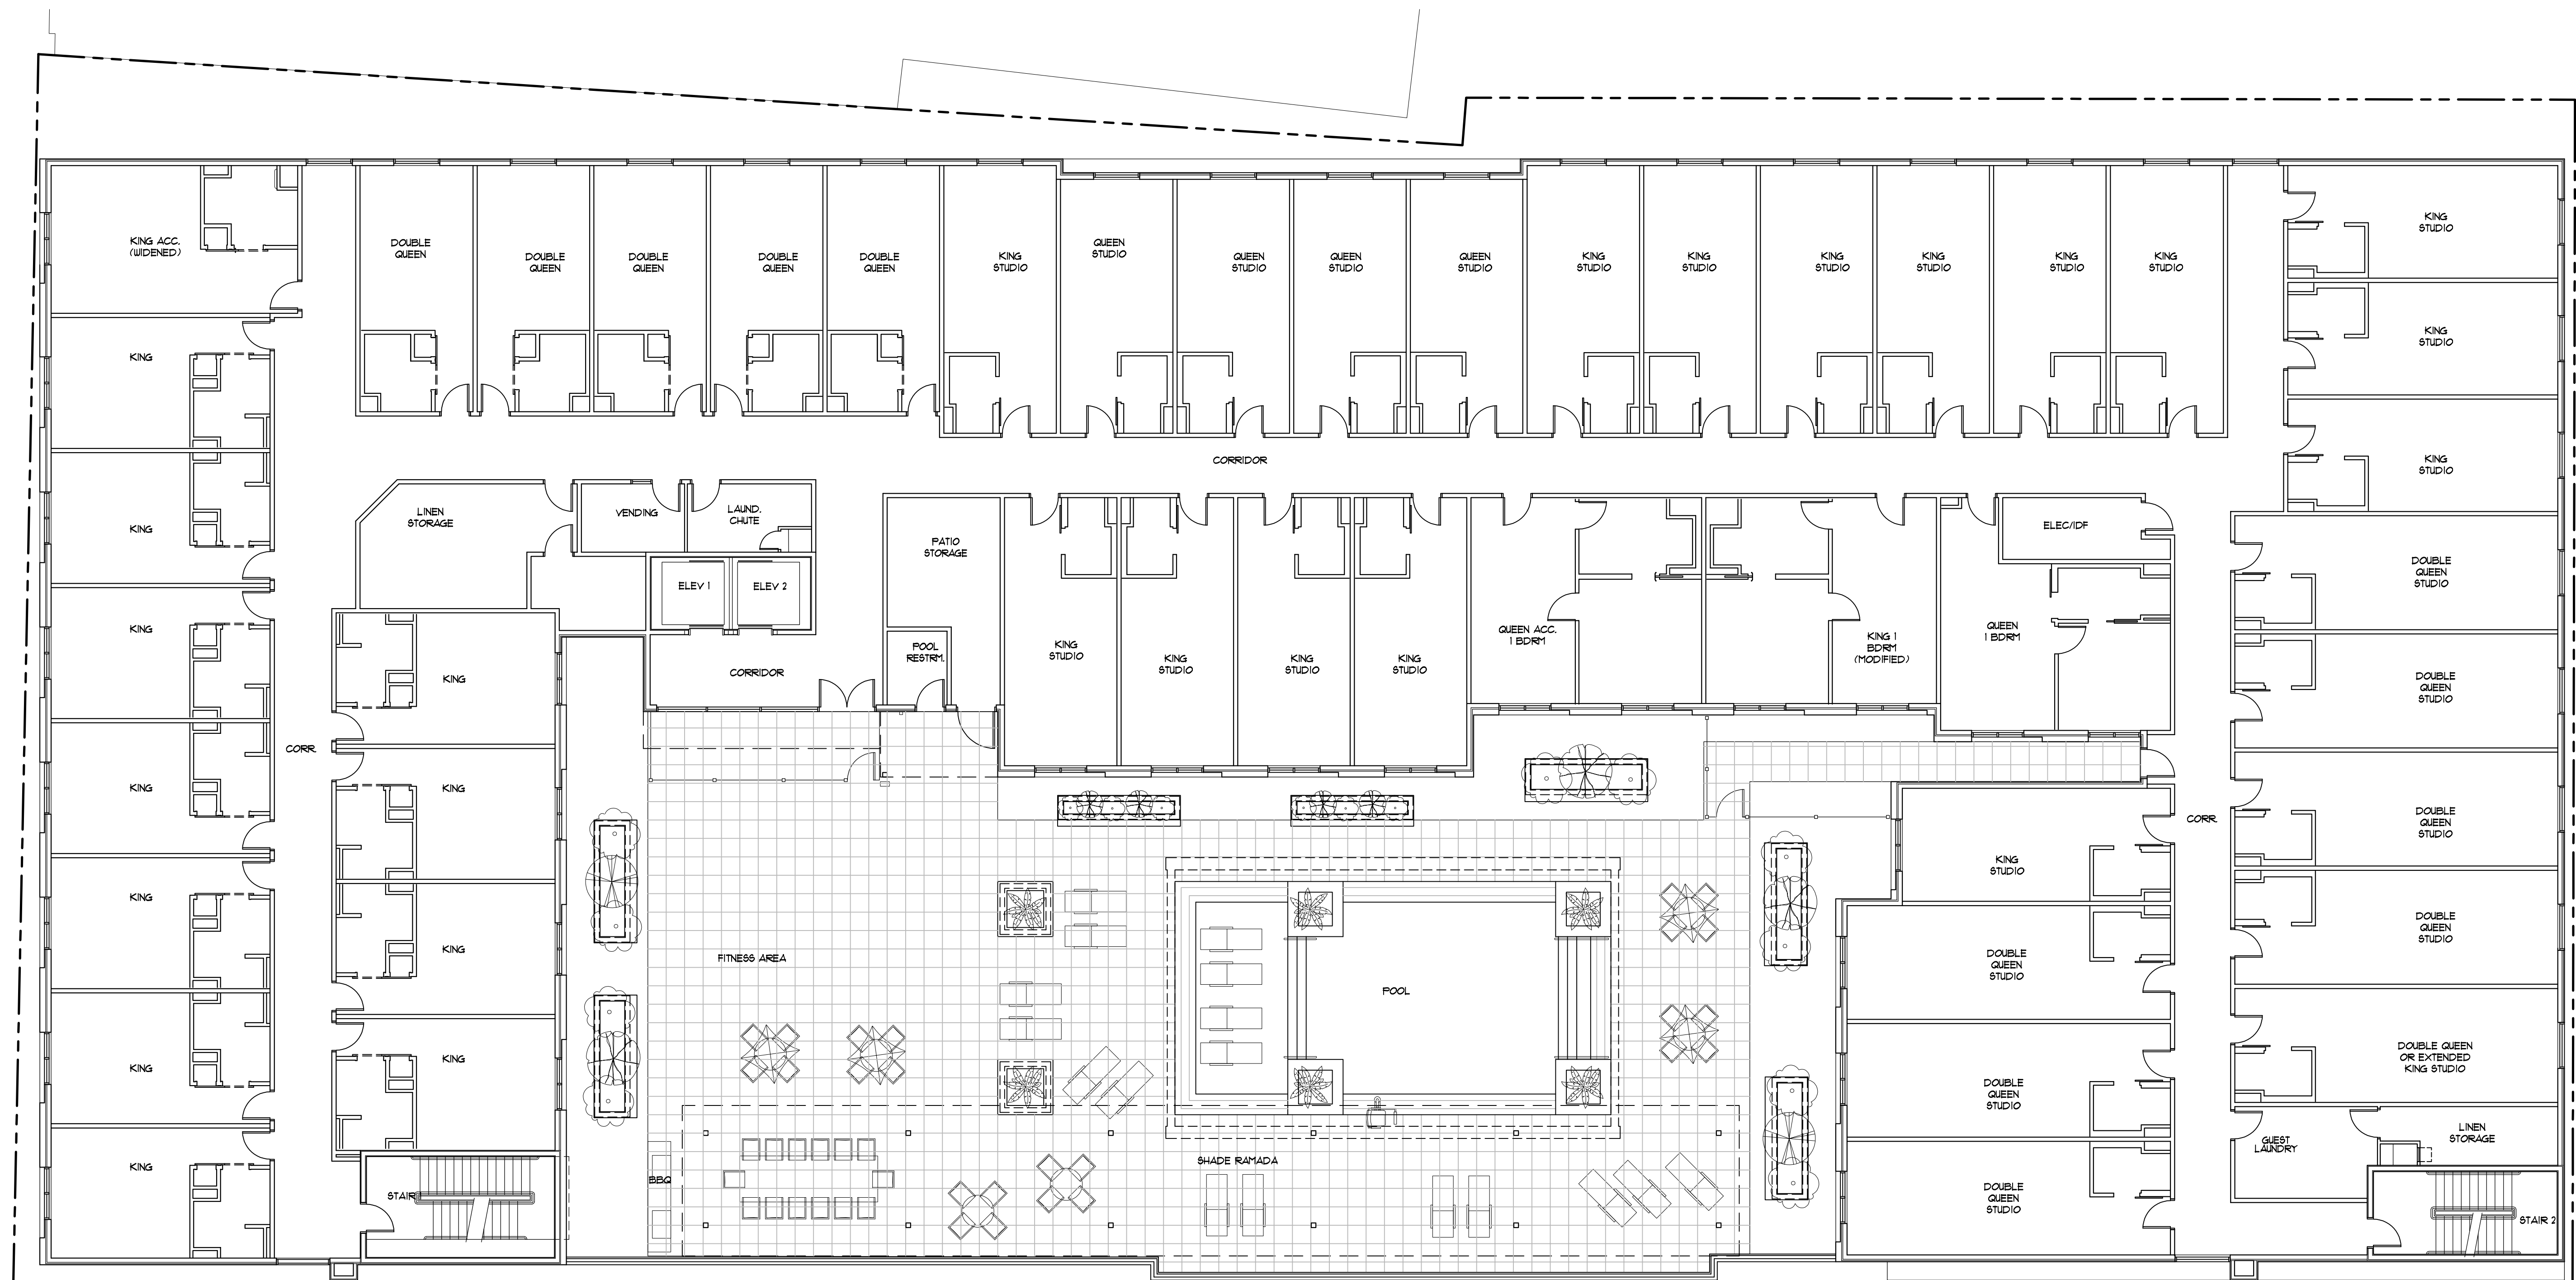 KING ACC.
(WIDENED)
DOUBLE
QUEEN
DOUBLE
QUEEN
DOUBLE
QUEEN
DOUBLE
QUEEN
DOUBLE
QUEEN
KING
STUDIO
QUEEN
STUDIO
QUEEN
STUDIO
QUEEN
STUDIO
QUEEN
STUDIO
KING
STUDIO
KING
STUDIO
KING
STUDIO
KING
STUDIO
KING
STUDIO
KING
STUDIO
KING
STUDIO
KING
STUDIO
KING
STUDIO
KING
KING
KING
KING
KING
KING
KING
CORRIDOR
LINEN
STORAGE
VENDING
LAUND.
CHUTE
ELEV 1
ELEV 2
PATIO
STORAGE
POOL
RESTRM.
CORRIDOR
KING
STUDIO
KING
STUDIO
KING
STUDIO
KING
STUDIO
QUEEN ACC.
1 BDRM
KING 1
BDRM
(MODIFIED)
QUEEN
1 BDRM
ELEC/IDF
DOUBLE
QUEEN
STUDIO
DOUBLE
QUEEN
STUDIO
DOUBLE
QUEEN
STUDIO
DOUBLE
QUEEN
STUDIO
DOUBLE QUEEN
OR EXTENDED
KING STUDIO
CORR.
KING
KING
KING
KING
STAIR
FITNESS AREA
POOL
BBQ
SHADE RAMADA
CORR.
KING
STUDIO
DOUBLE
QUEEN
STUDIO
DOUBLE
QUEEN
STUDIO
DOUBLE
QUEEN
STUDIO
GUEST
LAUNDRY
LINEN
STORAGE
STAIR 2